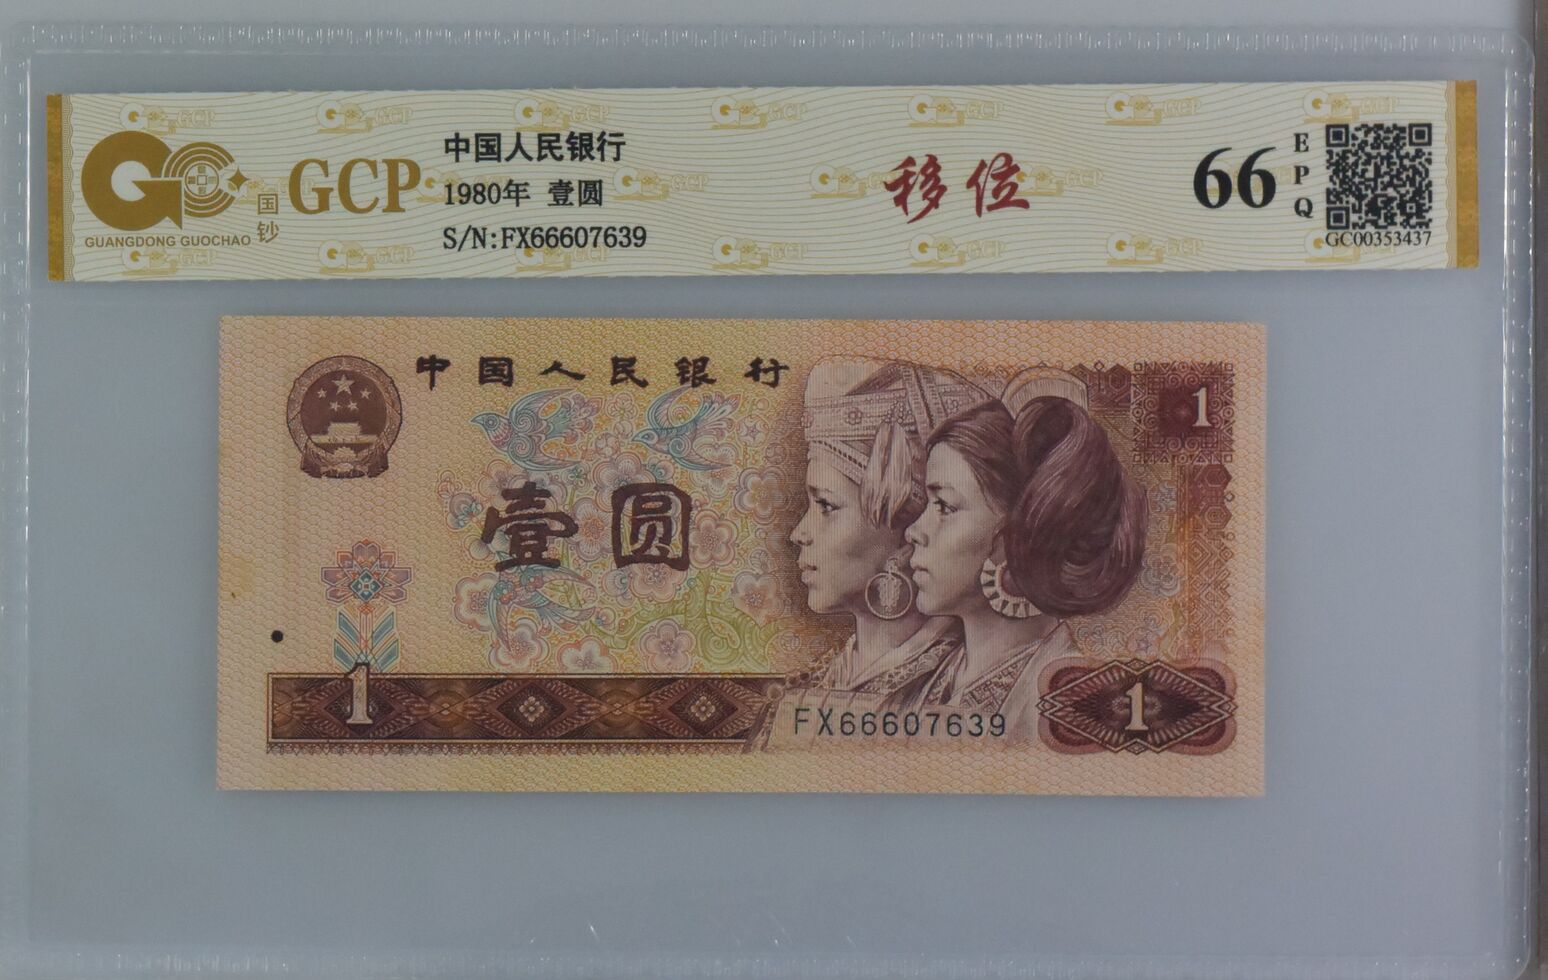 GUANGDONG GUOCHAO
国钞
GCP
中国人民银行
1980年 壹圆
S/N:FX66607639
移位
66
EPQ
GC00353437
中国人民银行
1
壹圆
1
FX66607639
1